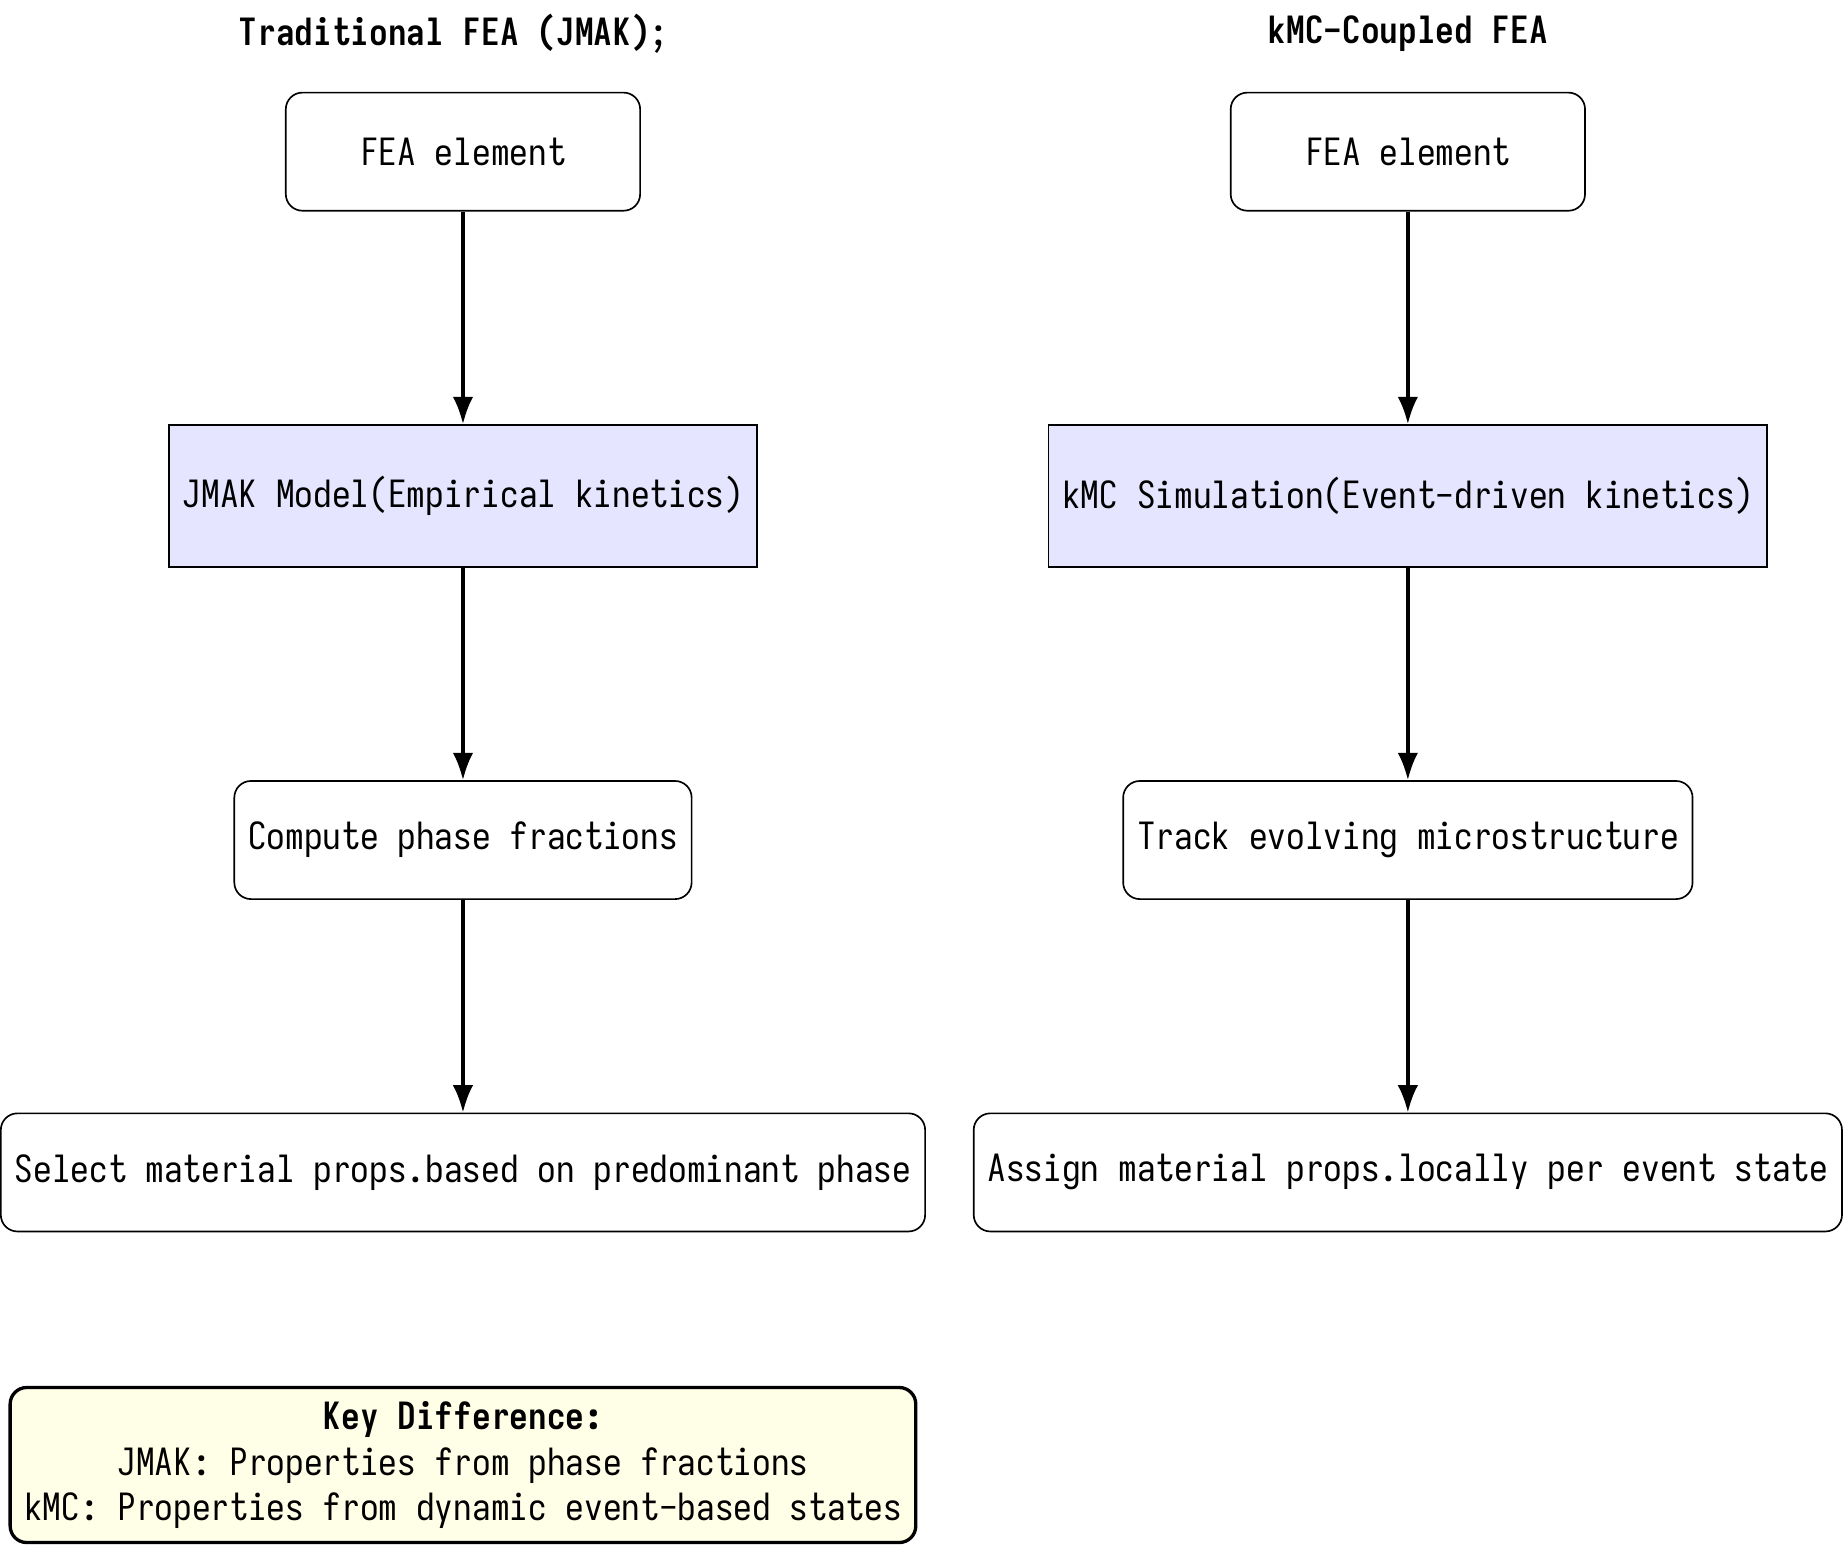 Traditional FEA (JMAK);
FEA element
JMAK Model(Empirical kinetics)
Compute phase fractions
Select material props.based on predominant phase
kMC-Coupled FEA
FEA element
kMC Simulation(Event-driven kinetics)
Track evolving microstructure
Assign material props.locally per event state
Key Difference:
JMAK: Properties from phase fractions
kMC: Properties from dynamic event-based states